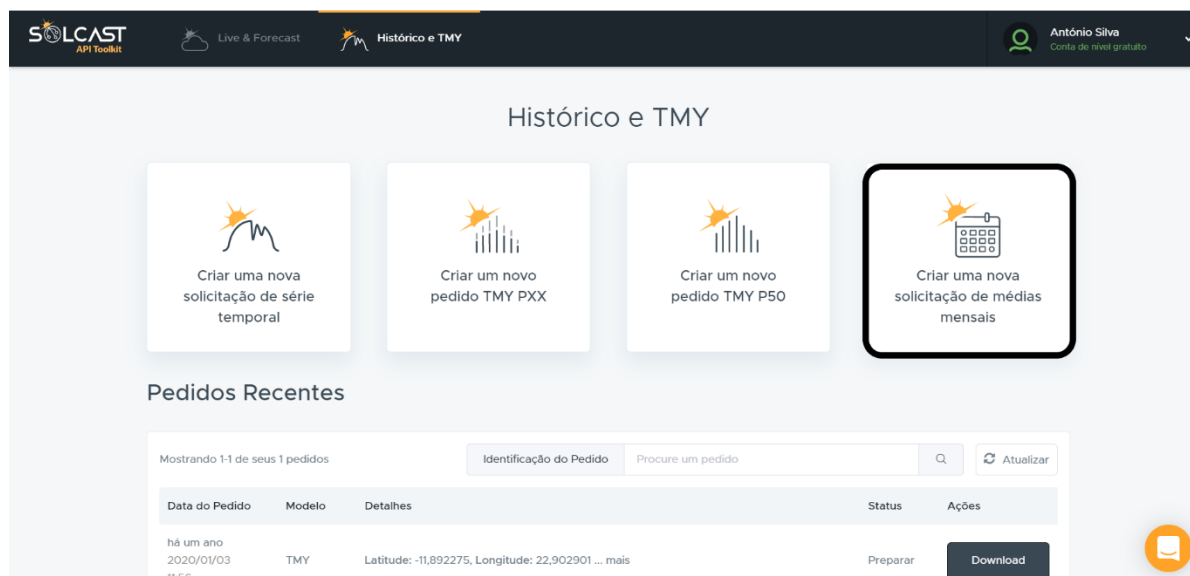 SOLCAST
API Toolkit
Live & Forecast
Histórico e TMY
António Silva
Conta de nível gratuito
Histórico e TMY
Criar uma nova
solicitação de série
temporal
Criar um novo
pedido TMY PXX
Criar um novo
pedido TMY P50
Criar uma nova
solicitação de médias
mensais
Pedidos Recentes
Mostrando 1-1 de seus 1 pedidos
Identificação do Pedido
Procure um pedido
Atualizar
Data do Pedido Modelo Detalhes Status Ações
há um ano
2020/01/03 TMY Latitude: -11,892275, Longitude: 22,902901 ... mais Preparar Download